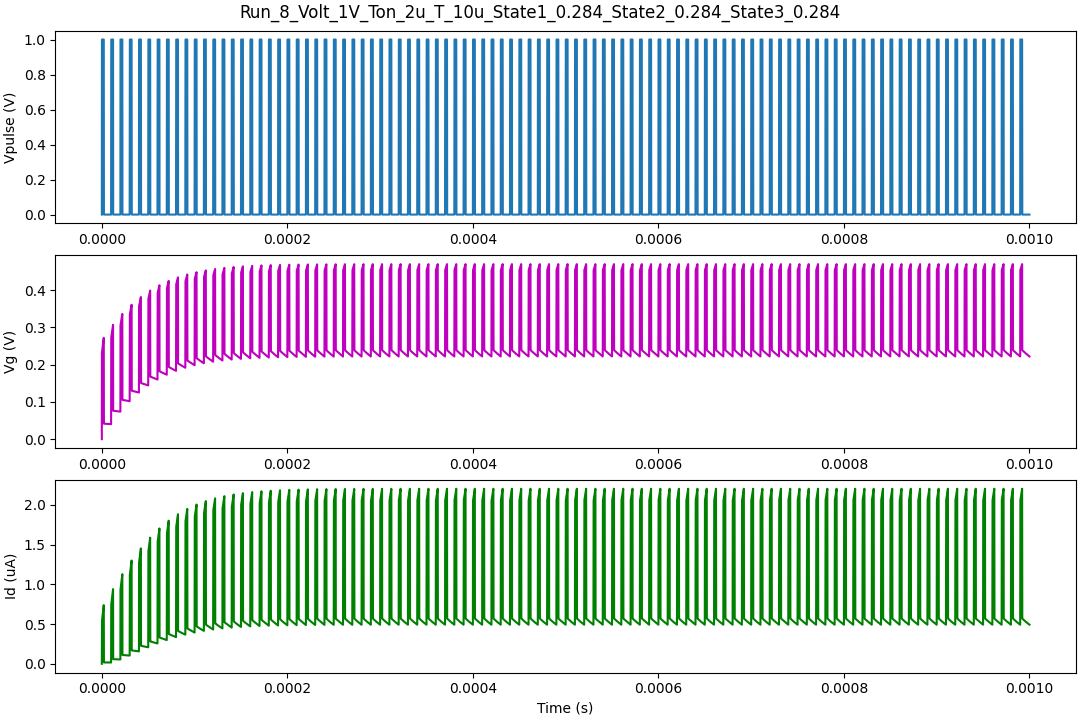 Run_8_Volt_1V_Ton_2u_T_10u_State1_0.284_State2_0.284_State3_0.284
Vpulse (V)
1.0
0.8
0.6
0.4
0.2
0.0
0.0000 0.0002 0.0004 0.0006 0.0008 0.0010
Vg (V)
0.4
0.3
0.2
0.1
0.0
0.0000 0.0002 0.0004 0.0006 0.0008 0.0010
Id (uA)
2.0
1.5
1.0
0.5
0.0
0.0000 0.0002 0.0004 0.0006 0.0008 0.0010
Time (s)